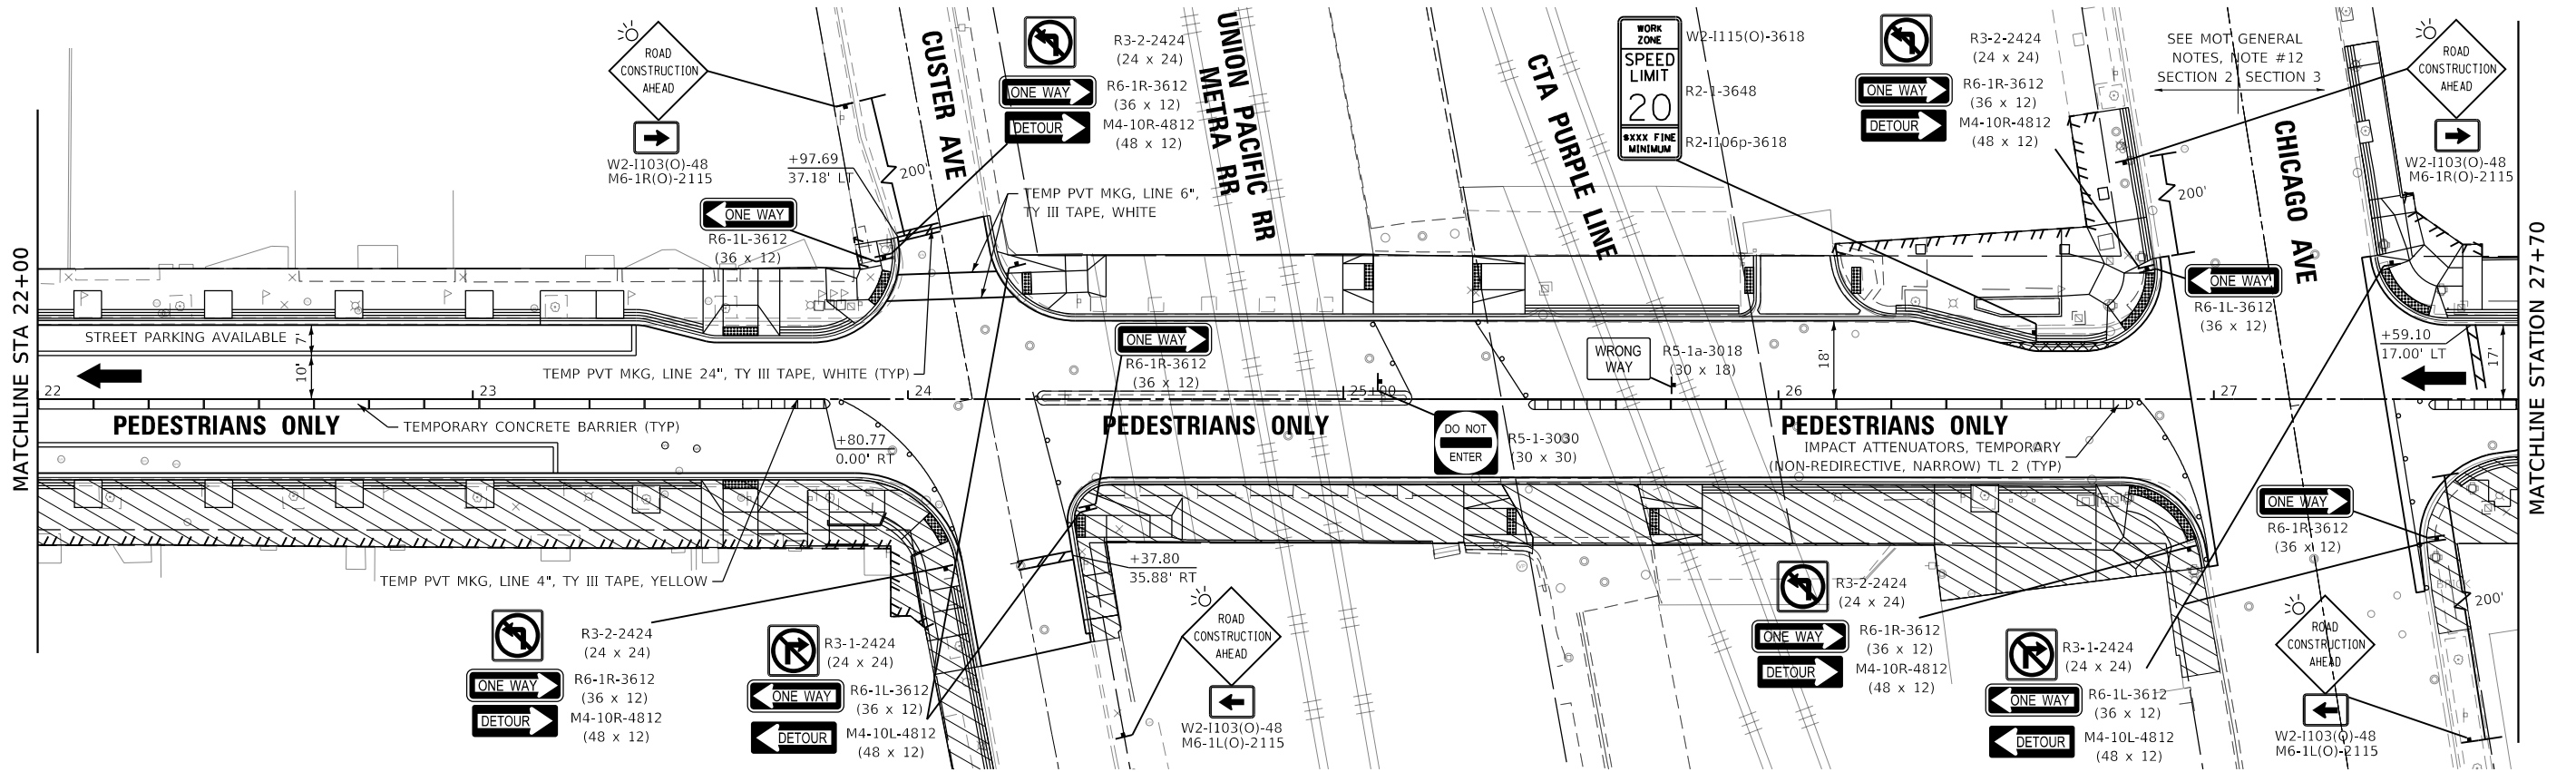 MATCHLINE STA 22+00
ROAD
CONSTRUCTION
AHEAD
W2-I103(O)-48
M6-1R(O)-2115
+97.69
37.18' LT
200'
ONE WAY
R6-1L-3612
(36 x 12)
CUSTER AVE
R3-2-2424
(24 x 24)
ONE WAY
R6-1R-3612
(36 x 12)
DETOUR
M4-10R-4812
(48 x 12)
TEMP PVT MKG, LINE 6",
TY III TAPE, WHITE
UNION PACIFIC RR
METRA RR
CTA PURPLE LINE
WORK
ZONE
SPEED
LIMIT
20
$XXX FINE
MINIMUM
W2-I115(O)-3618
R2-1-3648
R2-I106p-3618
R3-2-2424
(24 x 24)
ONE WAY
R6-1R-3612
(36 x 12)
DETOUR
M4-10R-4812
(48 x 12)
SEE MOT GENERAL
NOTES, NOTE #12
SECTION 2 SECTION 3
ROAD
CONSTRUCTION
AHEAD
W2-I103(O)-48
M6-1R(O)-2115
200'
CHICAGO AVE
ONE WAY
R6-1L-3612
(36 x 12)
+59.10
17.00' LT
17'
MATCHLINE STATION 27+70
STREET PARKING AVAILABLE
7'
10'
TEMP PVT MKG, LINE 24", TY III TAPE, WHITE (TYP)
ONE WAY
R6-1R-3612
(36 x 12)
WRONG
WAY
R5-1a-3018
(30 x 18)
18'
22
23
24
25+00
26
27
PEDESTRIANS ONLY
TEMPORARY CONCRETE BARRIER (TYP)
+80.77
0.00' RT
PEDESTRIANS ONLY
DO NOT
ENTER
R5-1-3030
(30 x 30)
PEDESTRIANS ONLY
IMPACT ATTENUATORS, TEMPORARY
(NON-REDIRECTIVE, NARROW) TL 2 (TYP)
ONE WAY
R6-1R-3612
(36 x 12)
TEMP PVT MKG, LINE 4", TY III TAPE, YELLOW
+37.80
35.88' RT
R3-2-2424
(24 x 24)
ONE WAY
R6-1R-3612
(36 x 12)
DETOUR
M4-10R-4812
(48 x 12)
R3-1-2424
(24 x 24)
ONE WAY
R6-1L-3612
(36 x 12)
DETOUR
M4-10L-4812
(48 x 12)
ROAD
CONSTRUCTION
AHEAD
W2-I103(O)-48
M6-1L(O)-2115
R3-2-2424
(24 x 24)
ONE WAY
R6-1R-3612
(36 x 12)
DETOUR
M4-10R-4812
(48 x 12)
R3-1-2424
(24 x 24)
ONE WAY
R6-1L-3612
(36 x 12)
DETOUR
M4-10L-4812
(48 x 12)
BRICK
200'
ROAD
CONSTRUCTION
AHEAD
W2-I103(O)-48
M6-1L(O)-2115